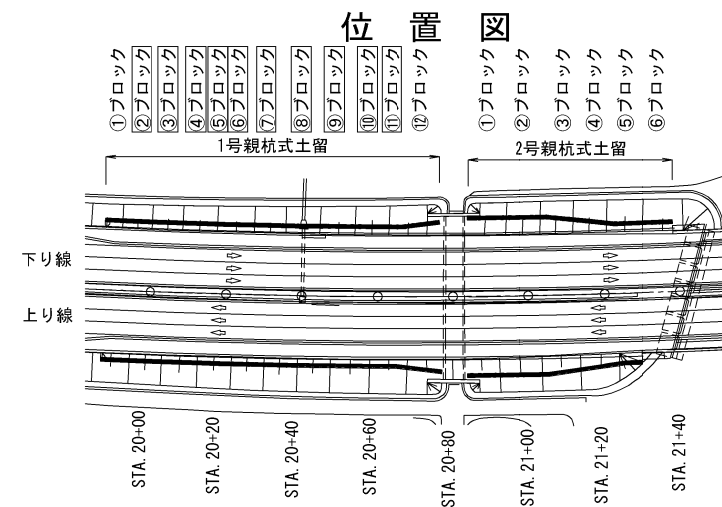 位置図
①ブロック
②ブロック
③ブロック
④ブロック
⑤ブロック
⑥ブロック
⑦ブロック
⑧ブロック
⑨ブロック
⑩ブロック
⑪ブロック
⑫ブロック
①ブロック
②ブロック
③ブロック
④ブロック
⑤ブロック
⑥ブロック
1号親杭式土留
2号親杭式土留
下り線
上り線
STA. 20+00
STA. 20+20
STA. 20+40
STA. 20+60
STA. 20+80
STA. 21+00
STA. 21+20
STA. 21+40